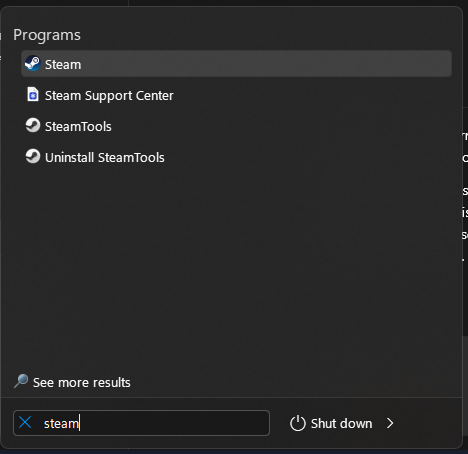 Programs
Steam
Steam Support Center
SteamTools
Uninstall SteamTools
See more results
steam
Shut down